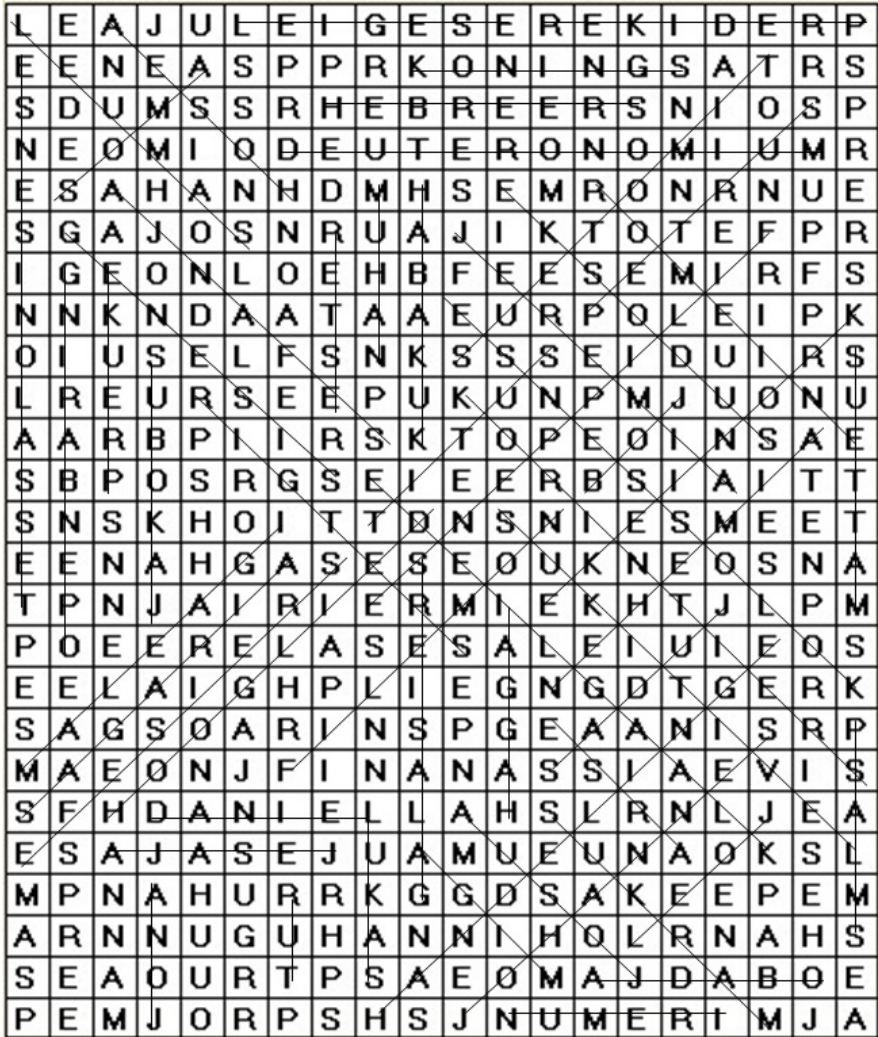 L E A J U L E I G E S E R E K I D E R P
E E N E A S P P R K O N I N G S A T R S
S D U M S S R H E B R E E R S N I O S P
N E O M I O D E U T E R O N O M I U M R
E S A H A N H D M H S E M R O N R N U E
S G A J O S N R U A J I K T O T E F P R
I G E O N L O E H B F E E S E M I R F S
N N K N D A A T A A E U R P O L E I P K
O I U S E L F S N K S S S E I D U I R S
L R E U R S E E P U K U N P M J U O N U
A A R B P I I R S K T O P E O I N S A E
S B P O S R G S E I E E R B S I A I T T
S N S K H O I T T D N S N I E S M E E T
E E N A H G A S E S E O U K N E O S N A
T P N J A I R I E R M I E K H T J L P M
P O E E R E L A S E S A L E I U I E O S
E E L A I G H P L I E G N G D T G E R K
S A G S O A R I N S P G E A A N I S R P
M A E O N J F I N A N A S S I A E V I S
S F H D A N I E L L A H S L R N L J E A
E S A J A S E J U A M U E U N A O K S L
M P N A H U R R K G G D S A K E E P E M
A R N N U G U H A N N I H O L R N A H S
S E A O U R T P S A E O M A J D A B O E
P E M J O R P S H S J N U M E R I M J A